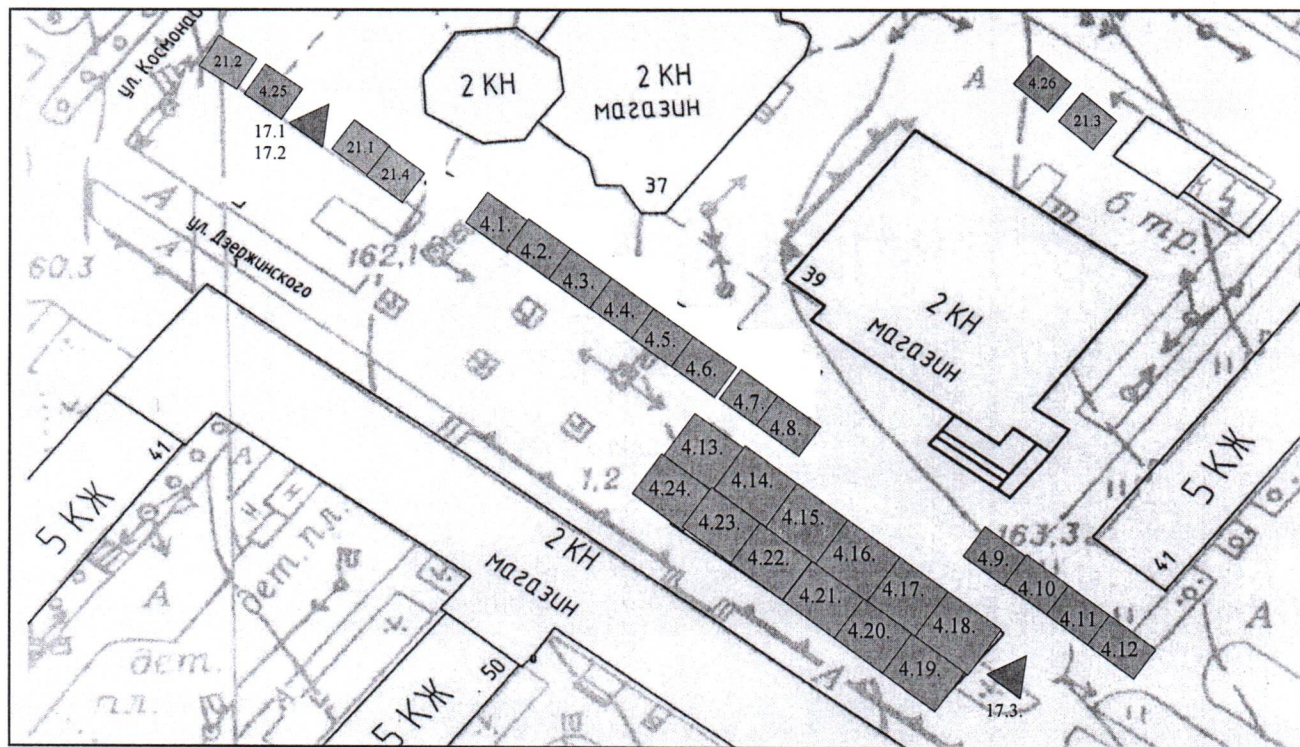 ул. Космонав
21.2
4.25
17.1
17.2
21.1
21.4
2 КН
2 КН
магазин
37
А
4.26
21.3
б.тр.
А
А
ул. Дзержинского
60.3
162,1
4.1.
4.2.
4.3.
4.4.
4.5.
4.6.
4.7.
4.8.
39
2 КН
магазин
5 КЖ
41
4.13.
4.14.
4.15.
4.16.
4.17.
4.18.
4.24.
4.23.
4.22.
4.21.
4.20.
4.19.
1,2
163,3
4.9.
4.10
4.11
4.12
А
17.3.
А
41
5 КЖ
А
дет.пл.
А
дет.
пл.
2 КН
магазин
50
5 КЖ